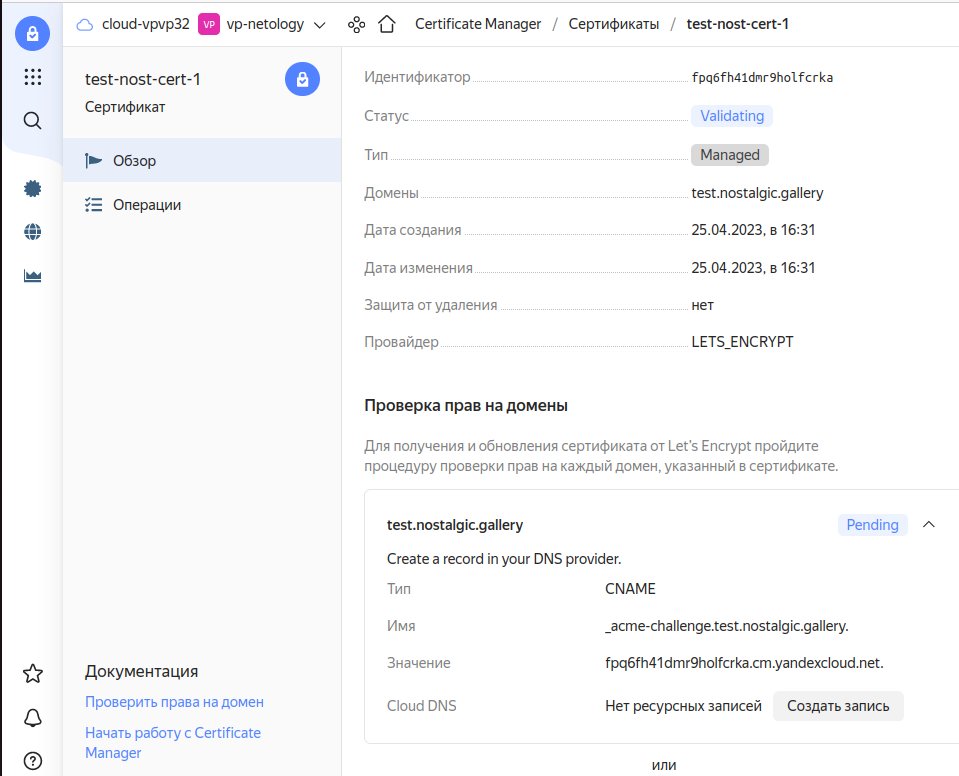 cloud-vpvp32 VP vp-netology Certificate Manager / Сертификаты / test-nost-cert-1
test-nost-cert-1
Сертификат
Обзор
Операции
Документация
Проверить права на домен
Начать работу с Certificate
Manager
Идентификатор fpq6fh41dmr9holfcrka
Статус Validating
Тип Managed
Домены test.nostalgic.gallery
Дата создания 25.04.2023, в 16:31
Дата изменения 25.04.2023, в 16:31
Защита от удаления нет
Провайдер LETS_ENCRYPT
Проверка прав на домены
Для получения и обновления сертификата от Let's Encrypt пройдите
процедуру проверки прав на каждый домен, указанный в сертификате.
test.nostalgic.gallery Pending
Create a record in your DNS provider.
Тип CNAME
Имя _acme-challenge.test.nostalgic.gallery.
Значение fpq6fh41dmr9holfcrka.cm.yandexcloud.net.
Cloud DNS Нет ресурсных записей Создать запись
или